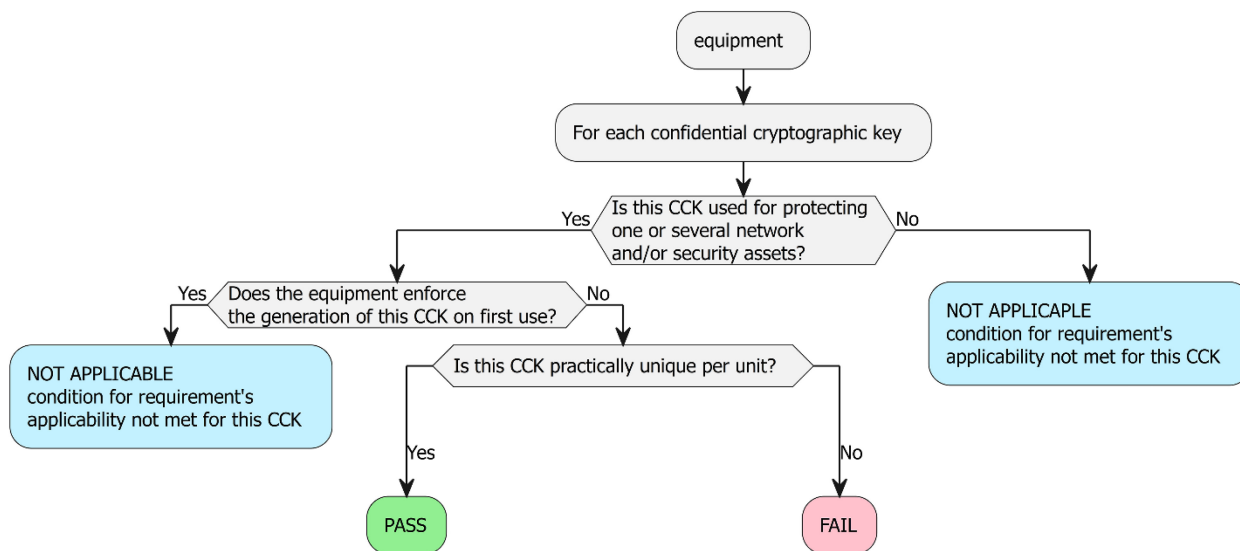 equipment
For each confidential cryptographic key
Is this CCK used for protecting
one or several network
and/or security assets?
Yes
No
Does the equipment enforce
the generation of this CCK on first use?
Yes
No
NOT APPLICAPLE
condition for requirement's
applicability not met for this CCK
NOT APPLICABLE
condition for requirement's
applicability not met for this CCK
Is this CCK practically unique per unit?
Yes
No
PASS
FAIL